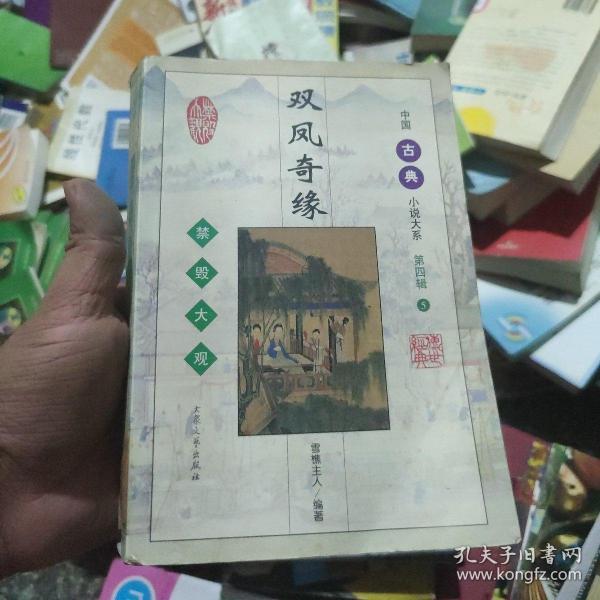 双凤奇缘
中国
古典
小说大系
第四辑
5
禁毁大观
大众文艺出版社
雪樵主人/编著
孔夫子旧书网
www.kongfz.com